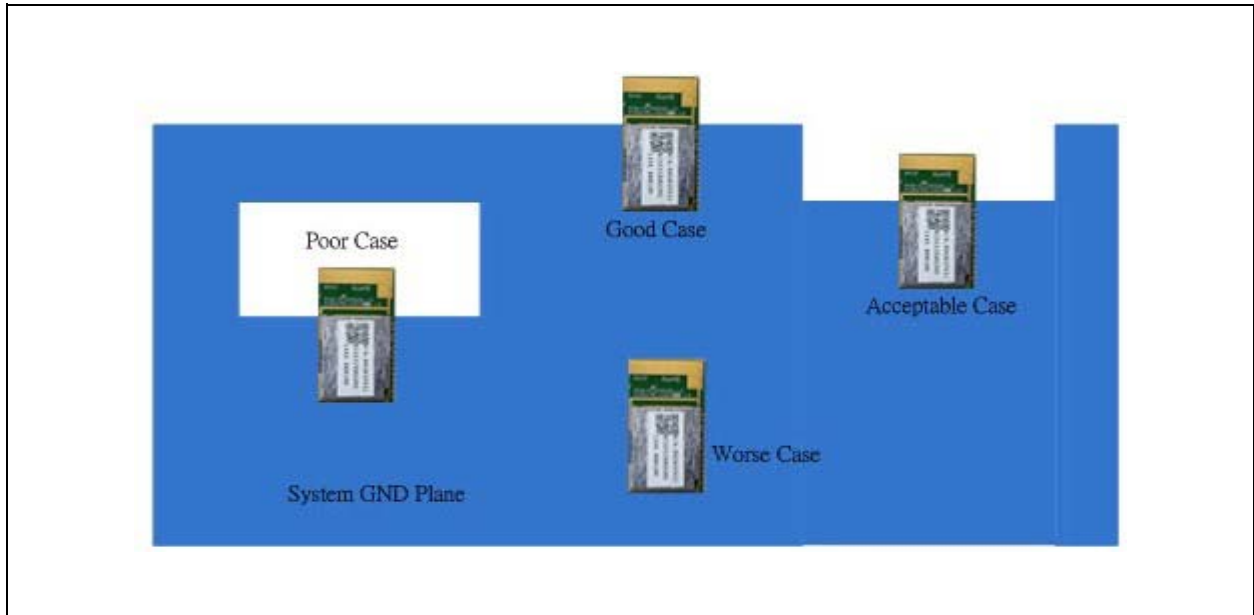 Good Case
Poor Case
Acceptable Case
Worse Case
System GND Plane